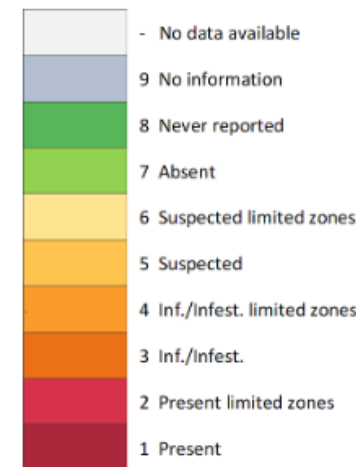 - No data available
9 No information
8 Never reported
7 Absent
6 Suspected limited zones
5 Suspected
4 Inf./Infest. limited zones
3 Inf./Infest.
2 Present limited zones
1 Present